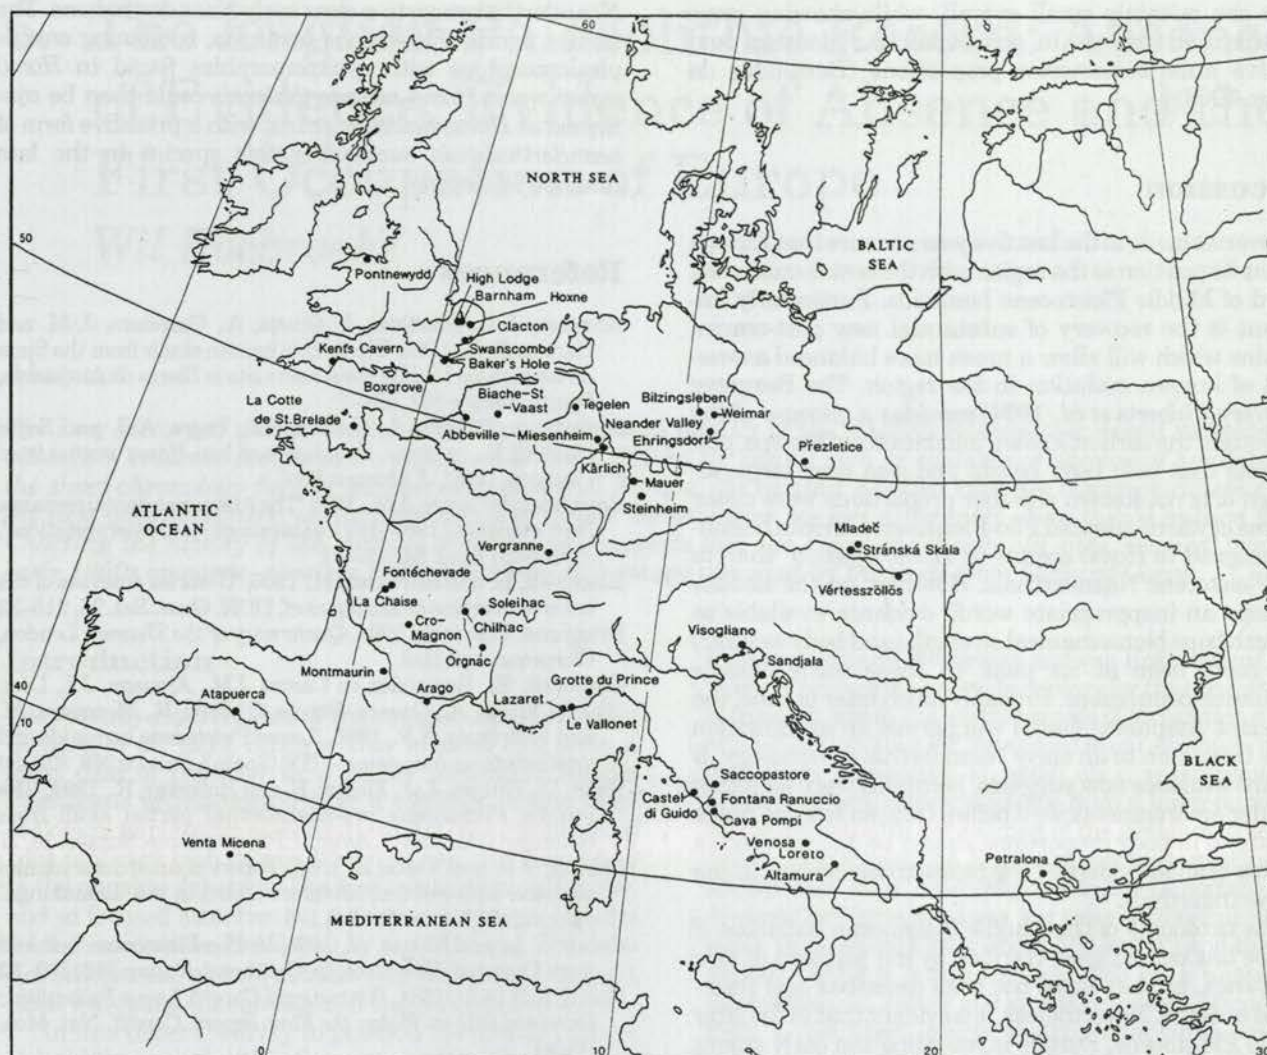 60
NORTH SEA
50
BALTIC
SEA
Pontnewydd
High Lodge
Barnham
Hoxne
Clacton
Kent's Cavern
Swanscombe
Baker's Hole
Boxgrove
Biache-St
-Vaast
Tegelen
Bilzingsleben
Weimar
La Cotte
de St.Brelade
Abbeville
Miesenheim
Neander Valley
Ehringsdorf
Přezletice
Kärlich
Mauer
Steinheim
ATLANTIC
OCEAN
Mladeč
Stránská Skála
Vergranne
Fontéchevade
La Chaise
Vértesszöllös
Soleilhac
Chilhac
Cro-
Magnon
Orgnac
Visogliano
Sandjala
Montmaurin
Grotte du Prince
40
Atapuerca
Arago
Lazaret
Le Vallonet
10
BLACK
SEA
Saccopastore
Castel
di Guido
Fontana Ranuccio
Cava Pompi
Venosa
Loreto
Altamura
Venta Micena
Petralona
MEDITERRANEAN SEA
0
10
20
30